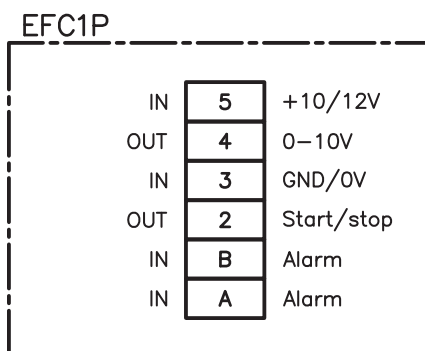 EFC1P
IN 5 +10/12V
OUT 4 0-10V
IN 3 GND/0V
OUT 2 Start/stop
IN B Alarm
IN A Alarm